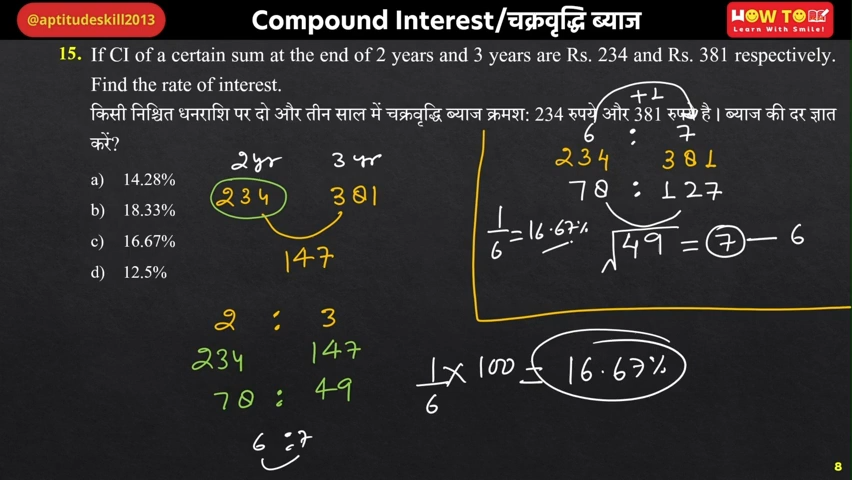 @aptitudeskill2013
Compound Interest/चक्रवृद्धि ब्याज
HOW TO
Learn With Smile!
15. If CI of a certain sum at the end of 2 years and 3 years are Rs. 234 and Rs. 381 respectively.
Find the rate of interest.
किसी निश्चित धनराशि पर दो और तीन साल में चक्रवृद्धि ब्याज क्रमश: 234 रुपये और 381 रुपये है। ब्याज की दर ज्ञात
करें?
a) 14.28%
b) 18.33%
c) 16.67%
d) 12.5%
2yr 3yr
234 381
147
2 : 3
234 147
78 : 49
6 : 7
+1
6 : 7
234 381
78 : 127
1/6 = 16.67%
√49 = 7 — 6
1/6 × 100 = 16.67%
8